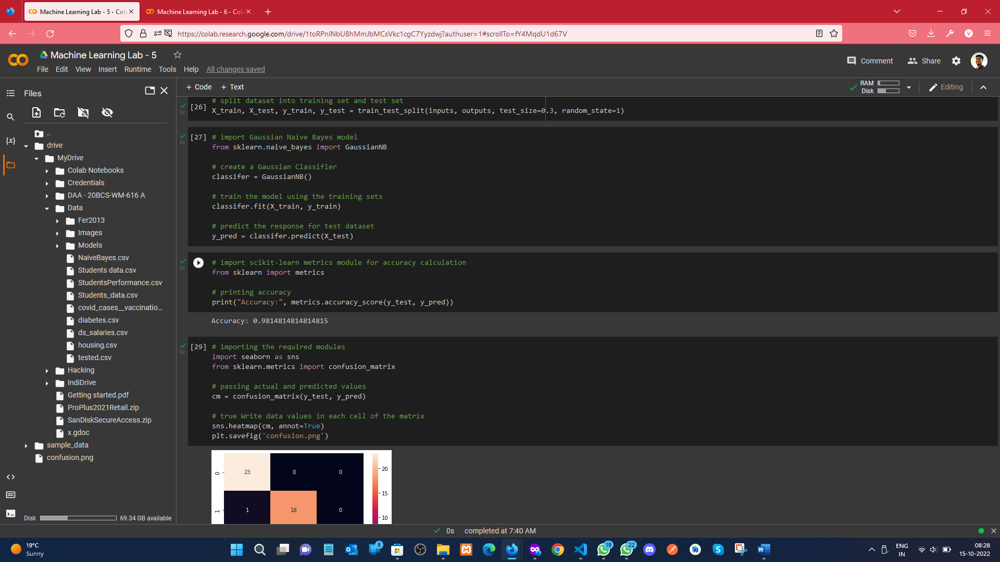 Machine Learning Lab - 5 - Cola
Machine Learning Lab - 6 - Cola
https://colab.research.google.com/drive/1toRPnINbU8hMmJbMCsVkc1cgC7Yyzdwj?authuser=1#scrollTo=fY4MqdU1d67V
Machine Learning Lab - 5
File Edit View Insert Runtime Tools Help All changes saved
Comment
Share
Files
+ Code + Text
RAM
Disk
Editing
..
drive
MyDrive
Colab Notebooks
Credentials
DAA - 20BCS-WM-616 A
Data
Fer2013
Images
Models
NaiveBayes.csv
Students data.csv
StudentsPerformance.csv
Students_data.csv
covid_cases__vaccinatio...
diabetes.csv
ds_salaries.csv
housing.csv
tested.csv
Hacking
IndiDrive
Getting started.pdf
ProPlus2021Retail.zip
SanDiskSecureAccess.zip
x.gdoc
sample_data
confusion.png
Disk 69.34 GB available
0s
[26]
# split dataset into training set and test set
X_train, X_test, y_train, y_test = train_test_split(inputs, outputs, test_size=0.3, random_state=1)
0s
[27]
# import Gaussian Naive Bayes model
from sklearn.naive_bayes import GaussianNB
# create a Gaussian Classifier
classifer = GaussianNB()
# train the model using the training sets
classifer.fit(X_train, y_train)
# predict the response for test dataset
y_pred = classifer.predict(X_test)
0s
# import scikit-learn metrics module for accuracy calculation
from sklearn import metrics
# printing accuracy
print("Accuracy:", metrics.accuracy_score(y_test, y_pred))
Accuracy: 0.9814814814814815
0s
[29]
# importing the required modules
import seaborn as sns
from sklearn.metrics import confusion_matrix
# passing actual and predicted values
cm = confusion_matrix(y_test, y_pred)
# true Write data values in each cell of the matrix
sns.heatmap(cm, annot=True)
plt.savefig('confusion.png')
0 23 0 0
1 1 18 0
20
15
10
0s completed at 7:40 AM
19°C
Sunny
8
19
22
ENG
IN
08:28
15-10-2022